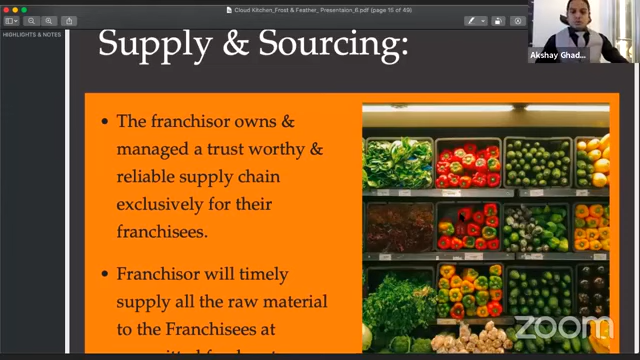 Cloud Kitchen_Frost & Feather_Presentaion_6.pdf (page 15 of 49)
HIGHLIGHTS & NOTES
Akshay Ghad...
Supply & Sourcing:
• The franchisor owns &
managed a trust worthy &
reliable supply chain
exclusively for their
franchisees.
• Franchisor will timely
supply all the raw material
to the Franchisees at
zoom